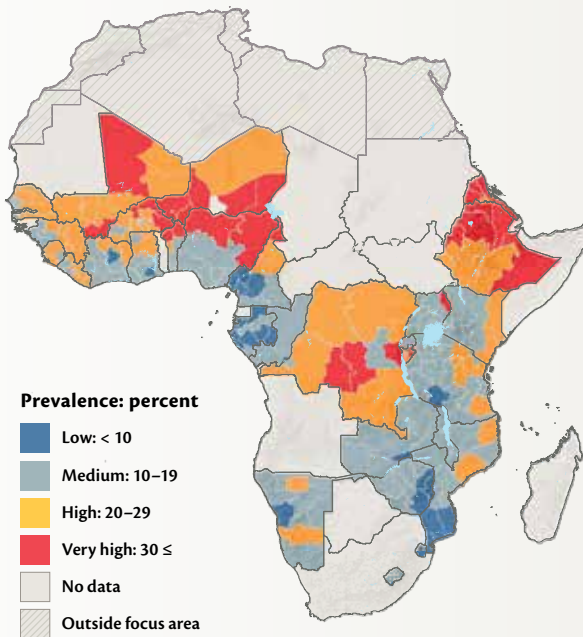 Prevalence: percent
Low: < 10
Medium: 10–19
High: 20–29
Very high: 30 ≤
No data
Outside focus area